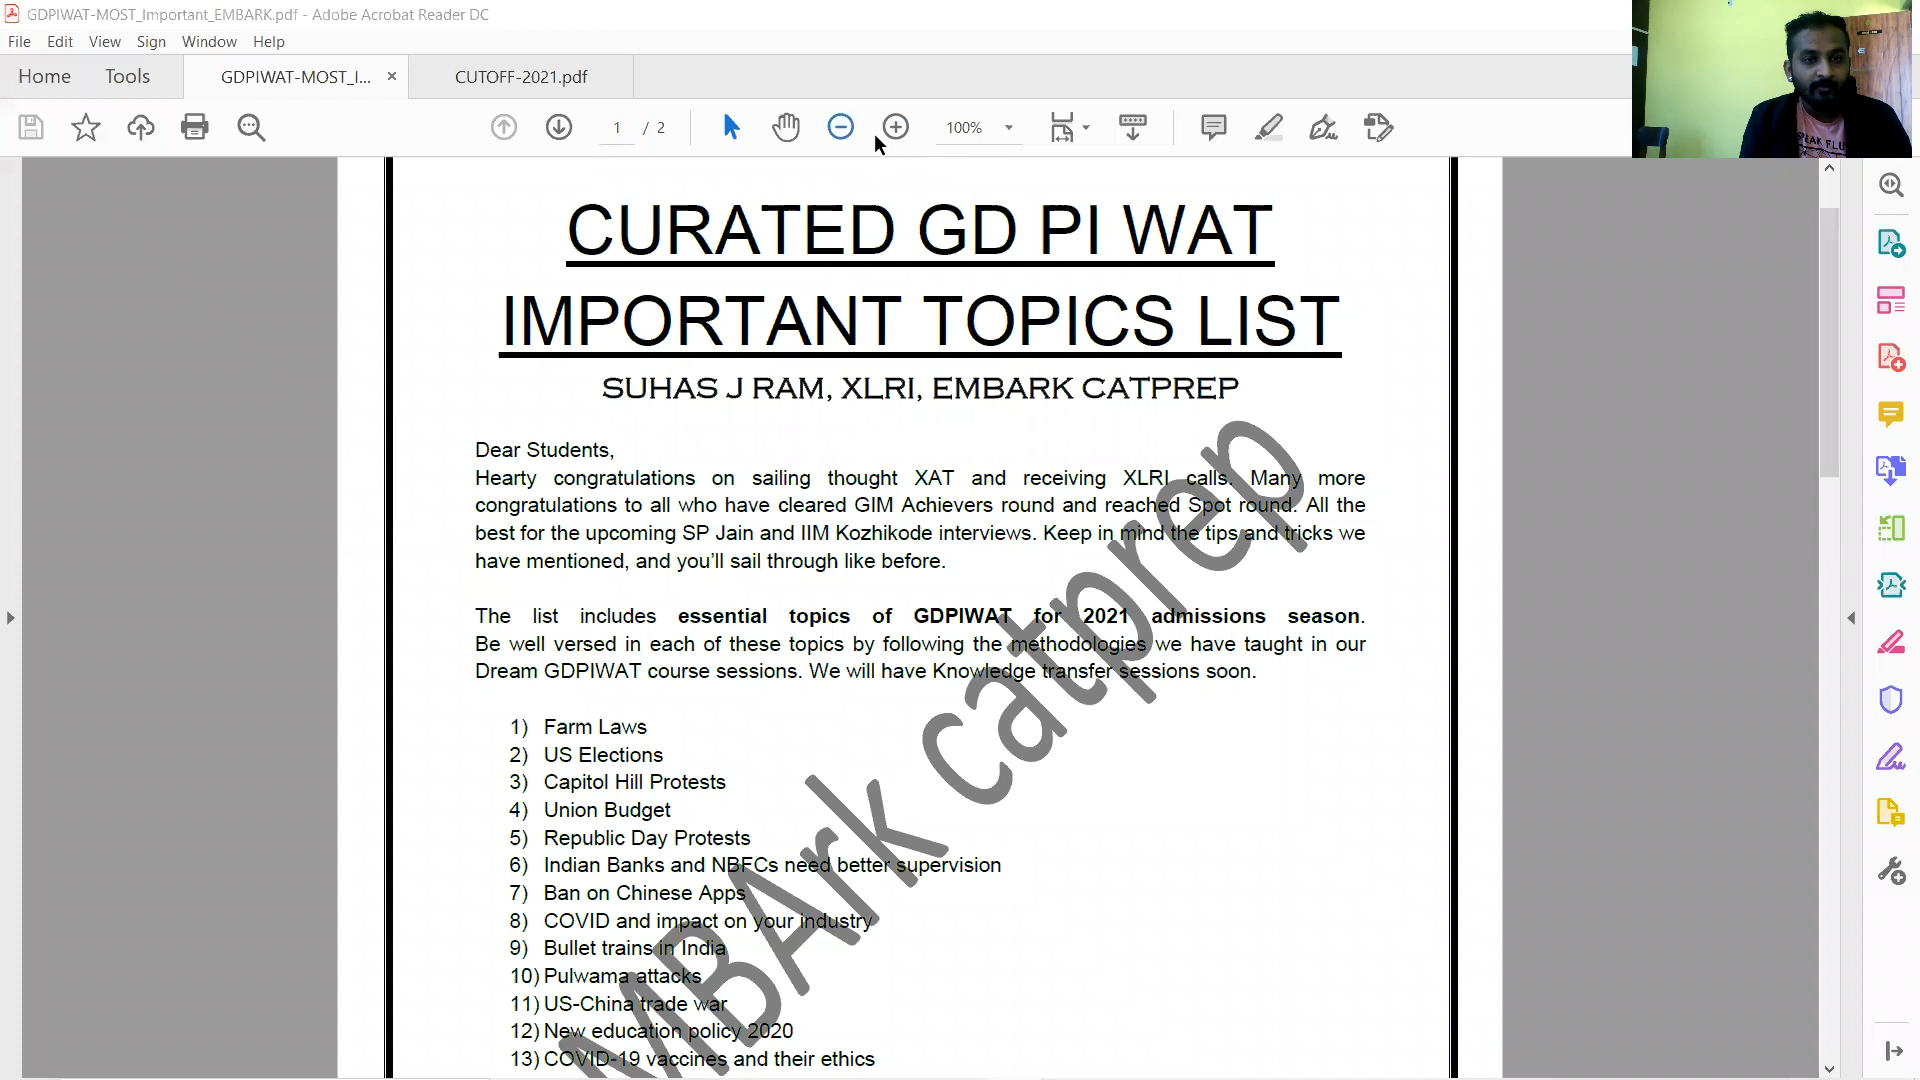 GDPIWAT-MOST_Important_EMBARK.pdf - Adobe Acrobat Reader DC
File Edit View Sign Window Help
Home Tools GDPIWAT-MOST_I... × CUTOFF-2021.pdf
1 / 2 100%
CURATED GD PI WAT
IMPORTANT TOPICS LIST
SUHAS J RAM, XLRI, EMBARK CATPREP
Dear Students,
Hearty congratulations on sailing thought XAT and receiving XLRI calls. Many more
congratulations to all who have cleared GIM Achievers round and reached Spot round. All the
best for the upcoming SP Jain and IIM Kozhikode interviews. Keep in mind the tips and tricks we
have mentioned, and you’ll sail through like before.
The list includes essential topics of GDPIWAT for 2021 admissions season.
Be well versed in each of these topics by following the methodologies we have taught in our
Dream GDPIWAT course sessions. We will have Knowledge transfer sessions soon.
1) Farm Laws
2) US Elections
3) Capitol Hill Protests
4) Union Budget
5) Republic Day Protests
6) Indian Banks and NBFCs need better supervision
7) Ban on Chinese Apps
8) COVID and impact on your industry
9) Bullet trains in India
10) Pulwama attacks
11) US-China trade war
12) New education policy 2020
13) COVID-19 vaccines and their ethics
MBArk catprep